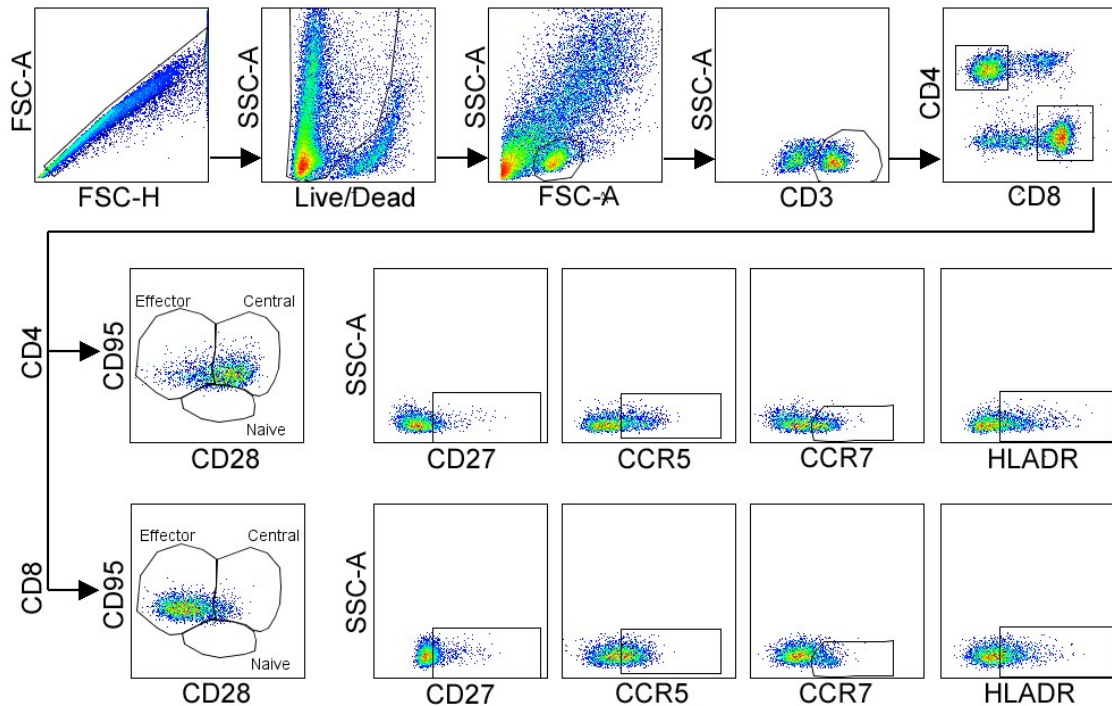 FSC-A
FSC-H
SSC-A
Live/Dead
SSC-A
FSC-A
SSC-A
CD3
CD4
CD8
CD4
CD95
Effector
Central
Naive
CD28
SSC-A
CD27
CCR5
CCR7
HLADR
CD8
CD95
Effector
Central
Naive
CD28
SSC-A
CD27
CCR5
CCR7
HLADR